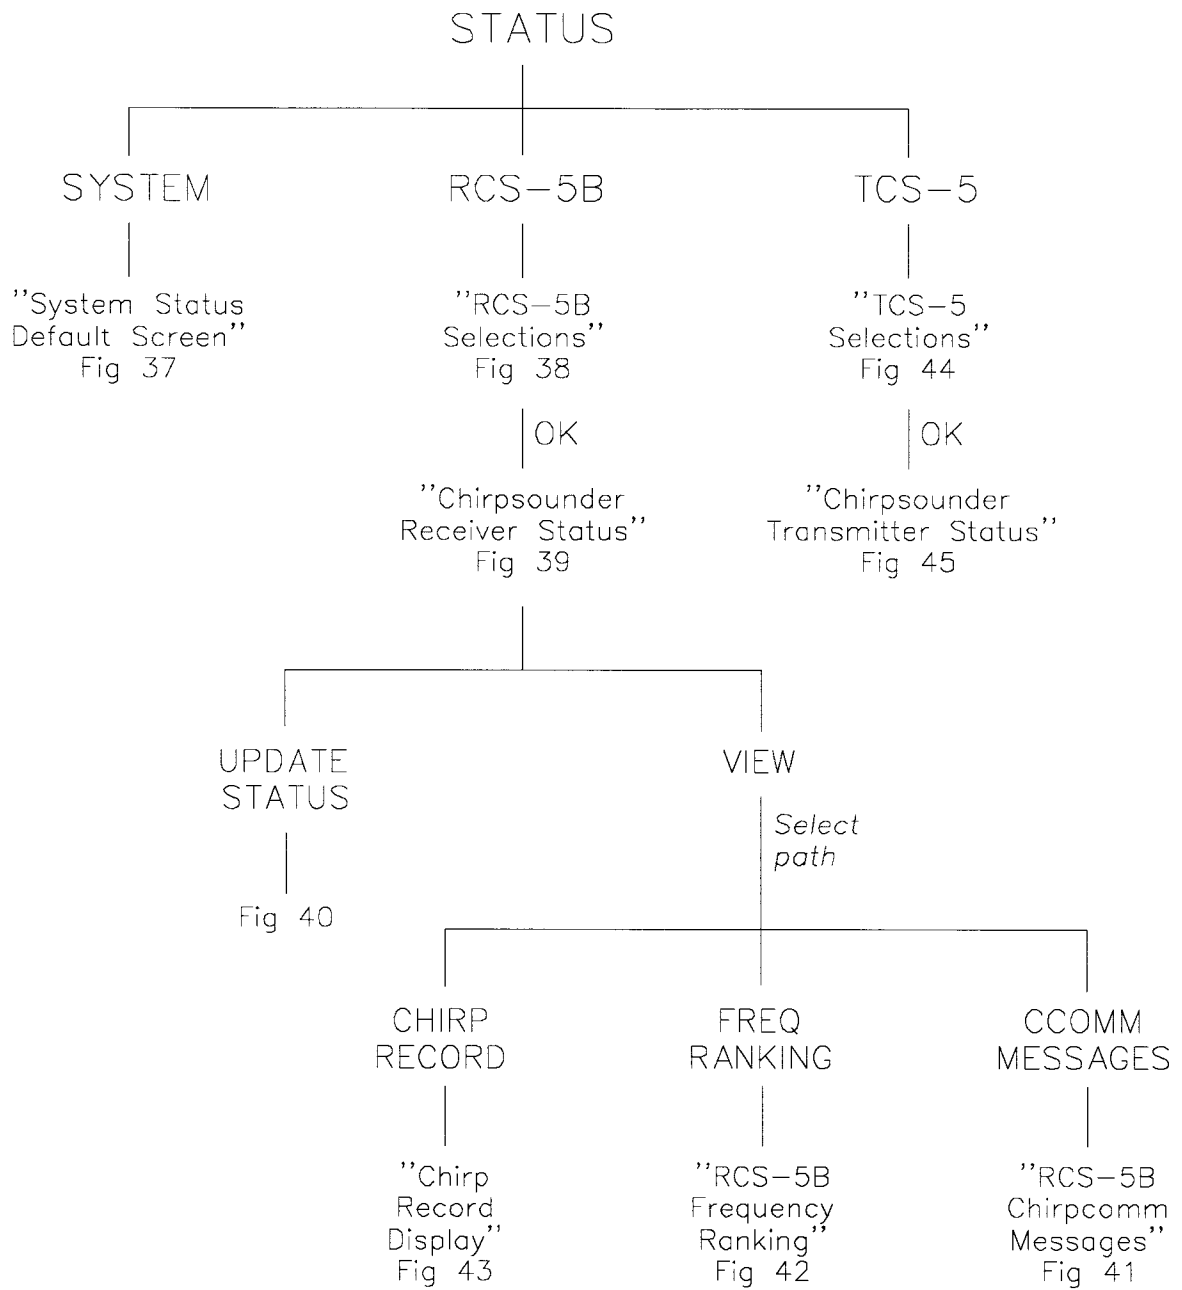 STATUS
SYSTEM
RCS-5B
TCS-5
"System Status
Default Screen"
Fig 37
"RCS-5B
Selections"
Fig 38
"TCS-5
Selections"
Fig 44
OK
OK
"Chirpsounder
Receiver Status"
Fig 39
"Chirpsounder
Transmitter Status"
Fig 45
UPDATE
STATUS
VIEW
Select
path
Fig 40
CHIRP
RECORD
FREQ
RANKING
CCOMM
MESSAGES
"Chirp
Record
Display"
Fig 43
"RCS-5B
Frequency
Ranking"
Fig 42
"RCS-5B
Chirpcomm
Messages"
Fig 41